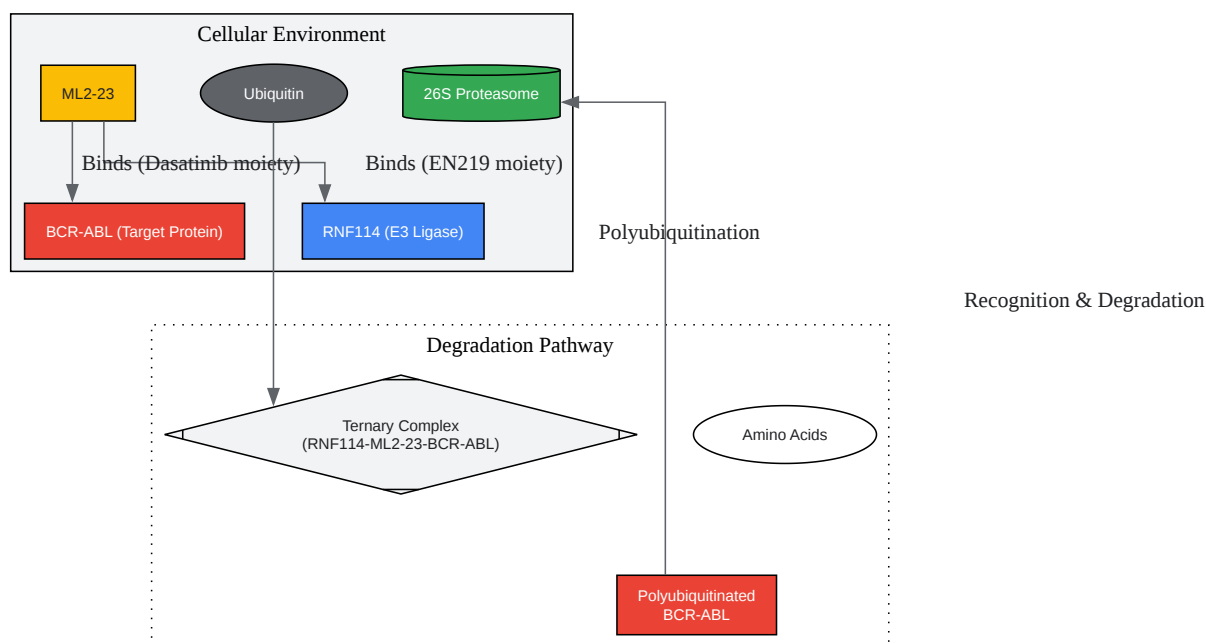 Cellular Environment
ML2-23
Ubiquitin
26S Proteasome
Binds (Dasatinib moiety)
Binds (EN219 moiety)
BCR-ABL (Target Protein)
RNF114 (E3 Ligase)
Polyubiquitination
Recognition & Degradation
Degradation Pathway
Ternary Complex
(RNF114-ML2-23-BCR-ABL)
Amino Acids
Polyubiquitinated
BCR-ABL